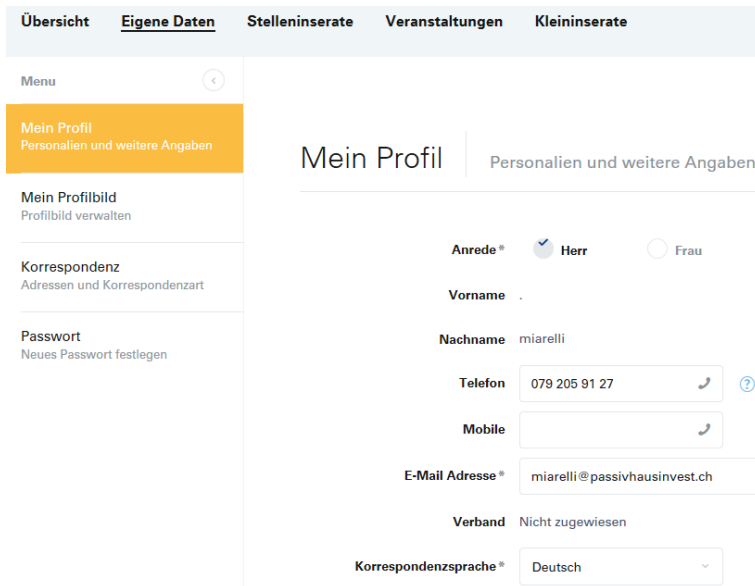 Übersicht Eigene Daten Stelleninserate Veranstaltungen Kleininserate
Menu
Mein Profil
Personalien und weitere Angaben
Mein Profilbild
Profilbild verwalten
Korrespondenz
Adressen und Korrespondenzart
Passwort
Neues Passwort festlegen
Mein Profil Personalien und weitere Angaben
Anrede* Herr Frau
Vorname .
Nachname miarelli
Telefon 079 205 91 27 ?
Mobile
E-Mail Adresse* miarelli@passivhausinvest.ch
Verband Nicht zugewiesen
Korrespondenzsprache* Deutsch